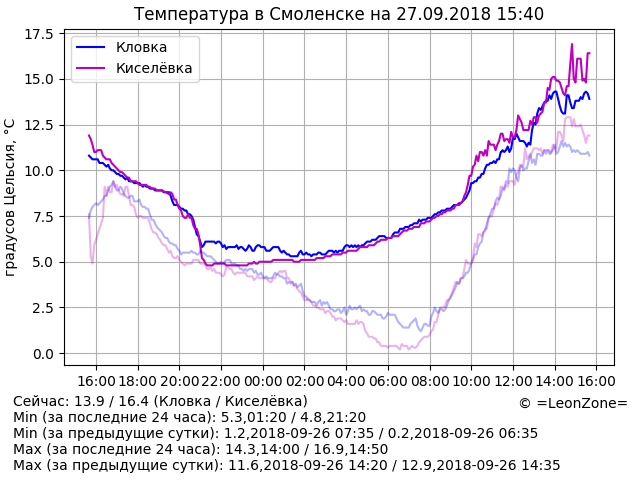 Температура в Смоленске на 27.09.2018 15:40
градусов Цельсия, °C
17.5
15.0
12.5
10.0
7.5
5.0
2.5
0.0
Кловка
Киселёвка
16:00 18:00 20:00 22:00 00:00 02:00 04:00 06:00 08:00 10:00 12:00 14:00 16:00
Сейчас: 13.9 / 16.4 (Кловка / Киселёвка)
© =LeonZone=
Min (за последние 24 часа): 5.3,01:20 / 4.8,21:20
Min (за предыдущие сутки): 1.2,2018-09-26 07:35 / 0.2,2018-09-26 06:35
Max (за последние 24 часа): 14.3,14:00 / 16.9,14:50
Max (за предыдущие сутки): 11.6,2018-09-26 14:20 / 12.9,2018-09-26 14:35